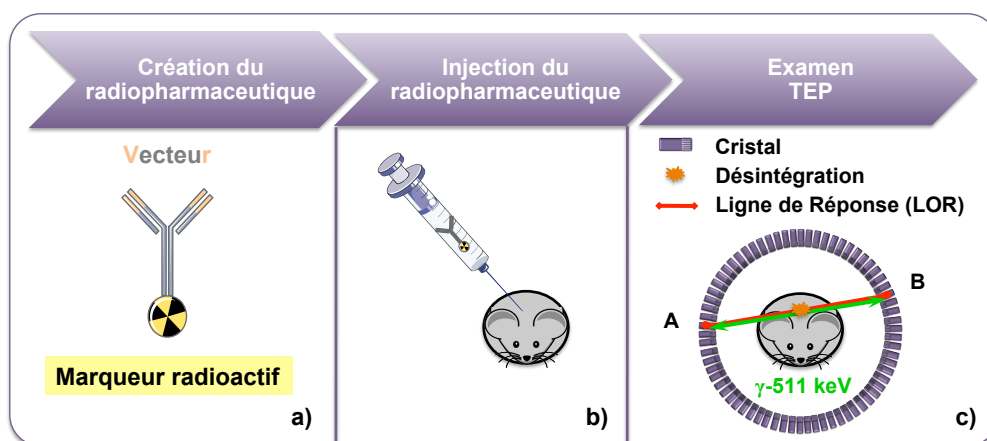 Création du
radiopharmaceutique
Injection du
radiopharmaceutique
Examen
TEP
Vecteur
Marqueur radioactif
a)
b)
Cristal
Désintégration
Ligne de Réponse (LOR)
A
B
γ-511 keV
c)